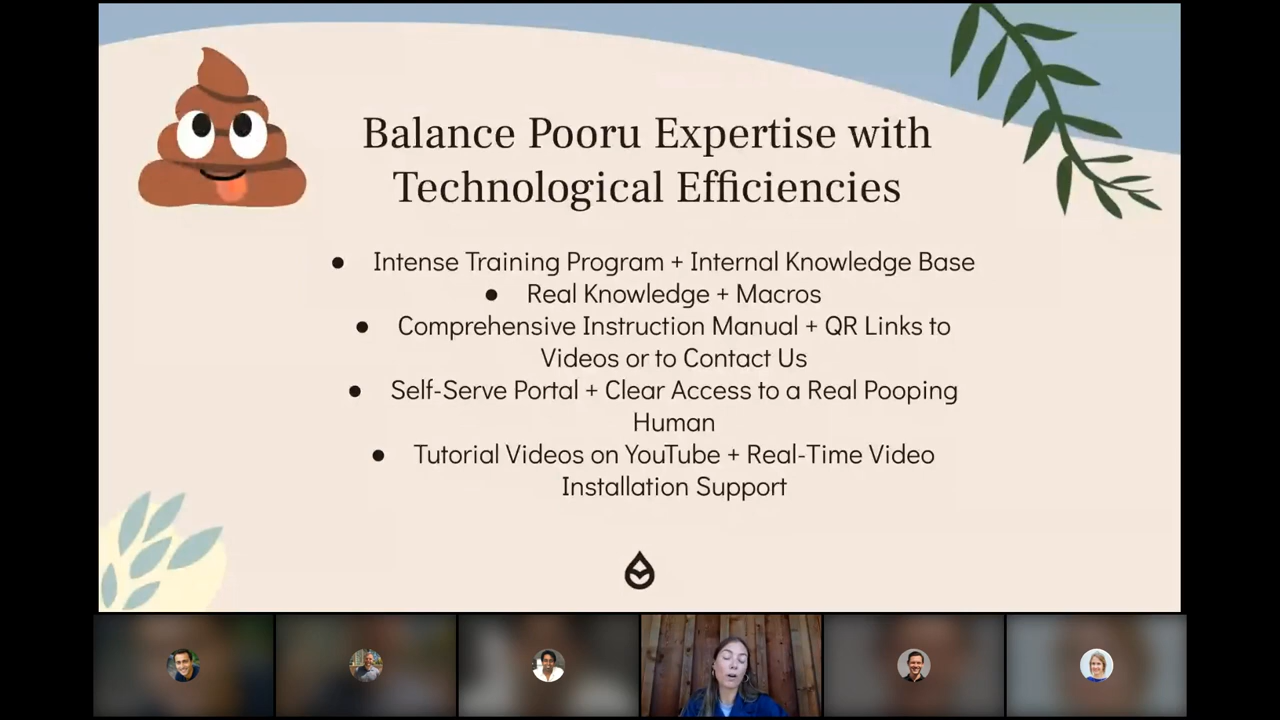 Balance Pooru Expertise with
Technological Efficiencies
● Intense Training Program + Internal Knowledge Base
● Real Knowledge + Macros
● Comprehensive Instruction Manual + QR Links to
Videos or to Contact Us
● Self-Serve Portal + Clear Access to a Real Pooping
Human
● Tutorial Videos on YouTube + Real-Time Video
Installation Support